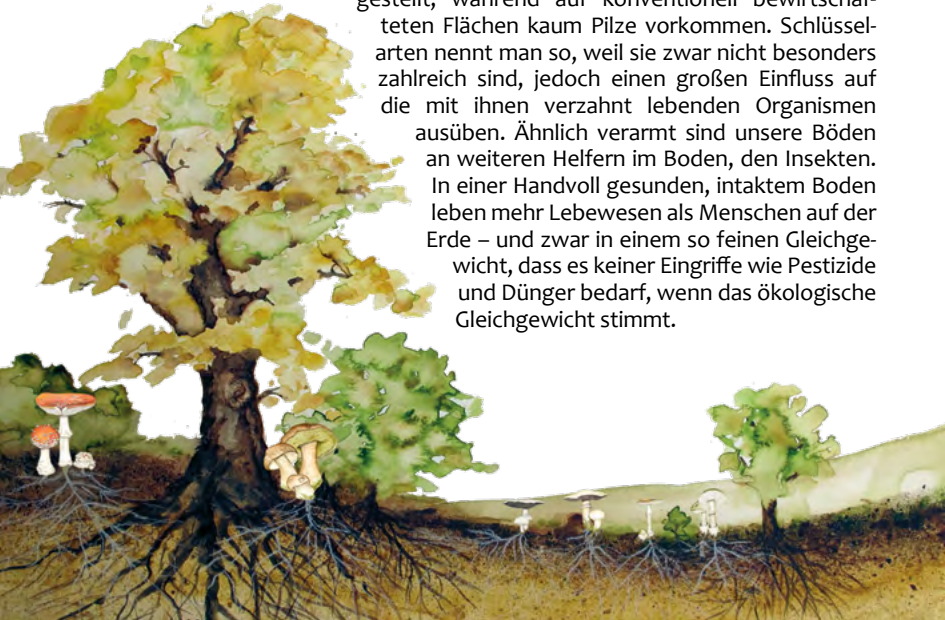 gestellt, während auf konventionell bewirtschaf-
teten Flächen kaum Pilze vorkommen. Schlüssel-
arten nennt man so, weil sie zwar nicht besonders
zahlreich sind, jedoch einen großen Einfluss auf
die mit ihnen verzahnt lebenden Organismen
ausüben. Ähnlich verarmt sind unsere Böden
an weiteren Helfern im Boden, den Insekten.
In einer Handvoll gesunden, intaktem Boden
leben mehr Lebewesen als Menschen auf der
Erde – und zwar in einem so feinen Gleichge-
wicht, dass es keiner Eingriffe wie Pestizide
und Dünger bedarf, wenn das ökologische
Gleichgewicht stimmt.